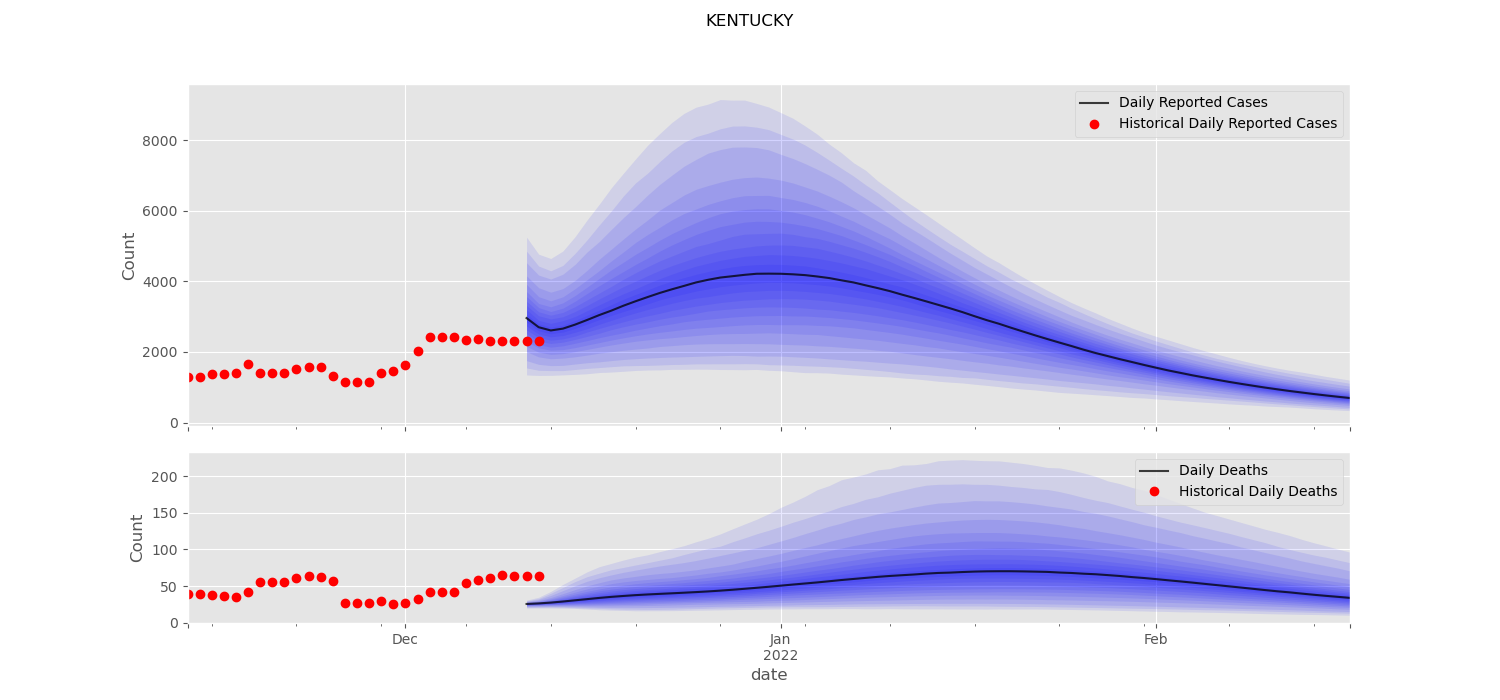 KENTUCKY
Daily Reported Cases
Historical Daily Reported Cases
8000
6000
4000
2000
0
Count
Daily Deaths
Historical Daily Deaths
200
150
100
50
0
Count
Dec
Jan
2022
Feb
date